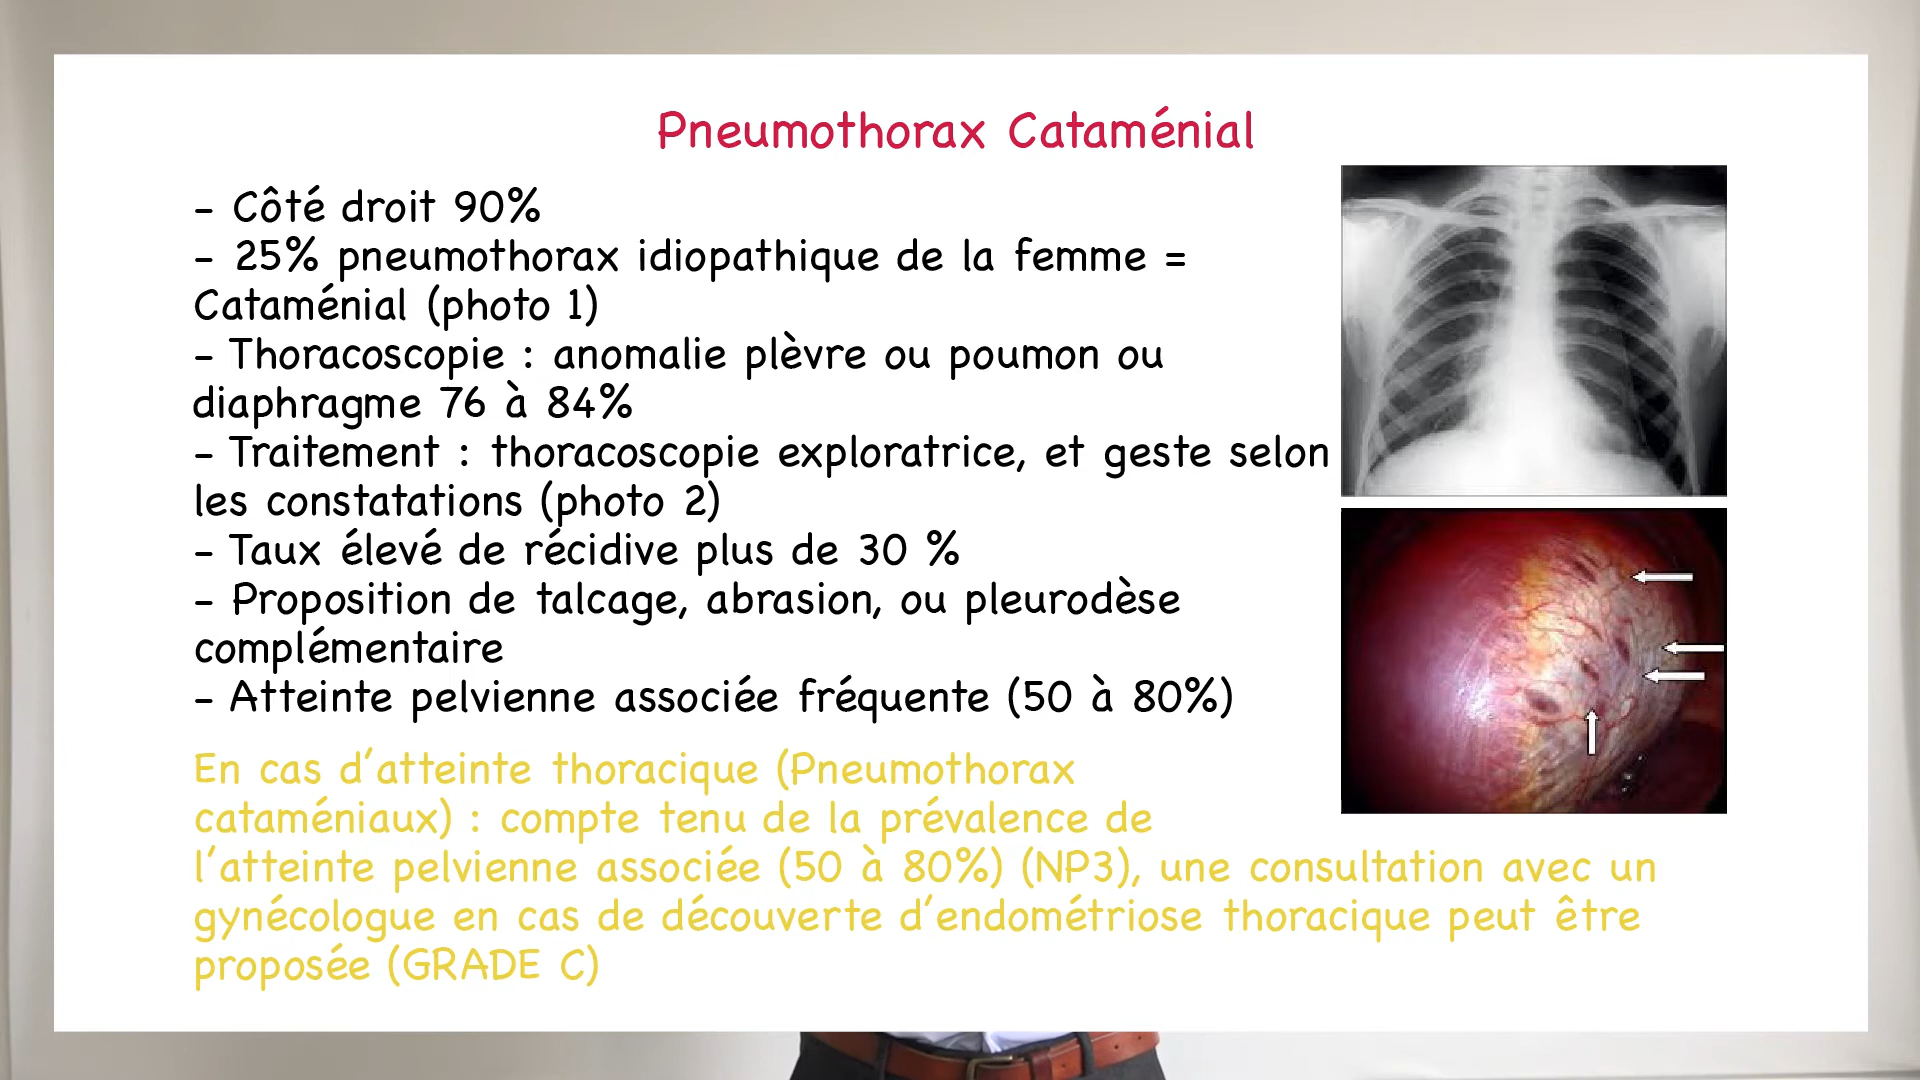 Pneumothorax Cataménial
- Côté droit 90%
- 25% pneumothorax idiopathique de la femme =
Cataménial (photo 1)
- Thoracoscopie : anomalie plèvre ou poumon ou
diaphragme 76 à 84%
- Traitement : thoracoscopie exploratrice, et geste selon
les constatations (photo 2)
- Taux élevé de récidive plus de 30 %
- Proposition de talcage, abrasion, ou pleurodèse
complémentaire
- Atteinte pelvienne associée fréquente (50 à 80%)
En cas d'atteinte thoracique (Pneumothorax
cataméniaux) : compte tenu de la prévalence de
l'atteinte pelvienne associée (50 à 80%) (NP3), une consultation avec un
gynécologue en cas de découverte d'endométriose thoracique peut être
proposée (GRADE C)